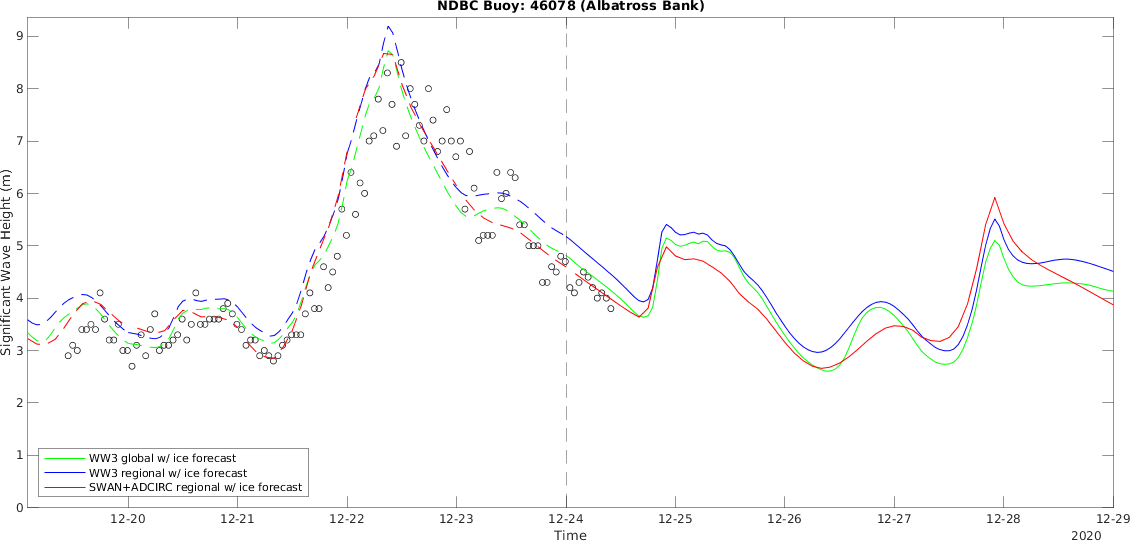 NDBC Buoy: 46078 (Albatross Bank)
Significant Wave Height (m)
9
8
7
6
5
4
3
2
1
0
WW3 global w/ ice forecast
WW3 regional w/ ice forecast
SWAN+ADCIRC regional w/ ice forecast
12-20 12-21 12-22 12-23 12-24 12-25 12-26 12-27 12-28 12-29
Time
2020